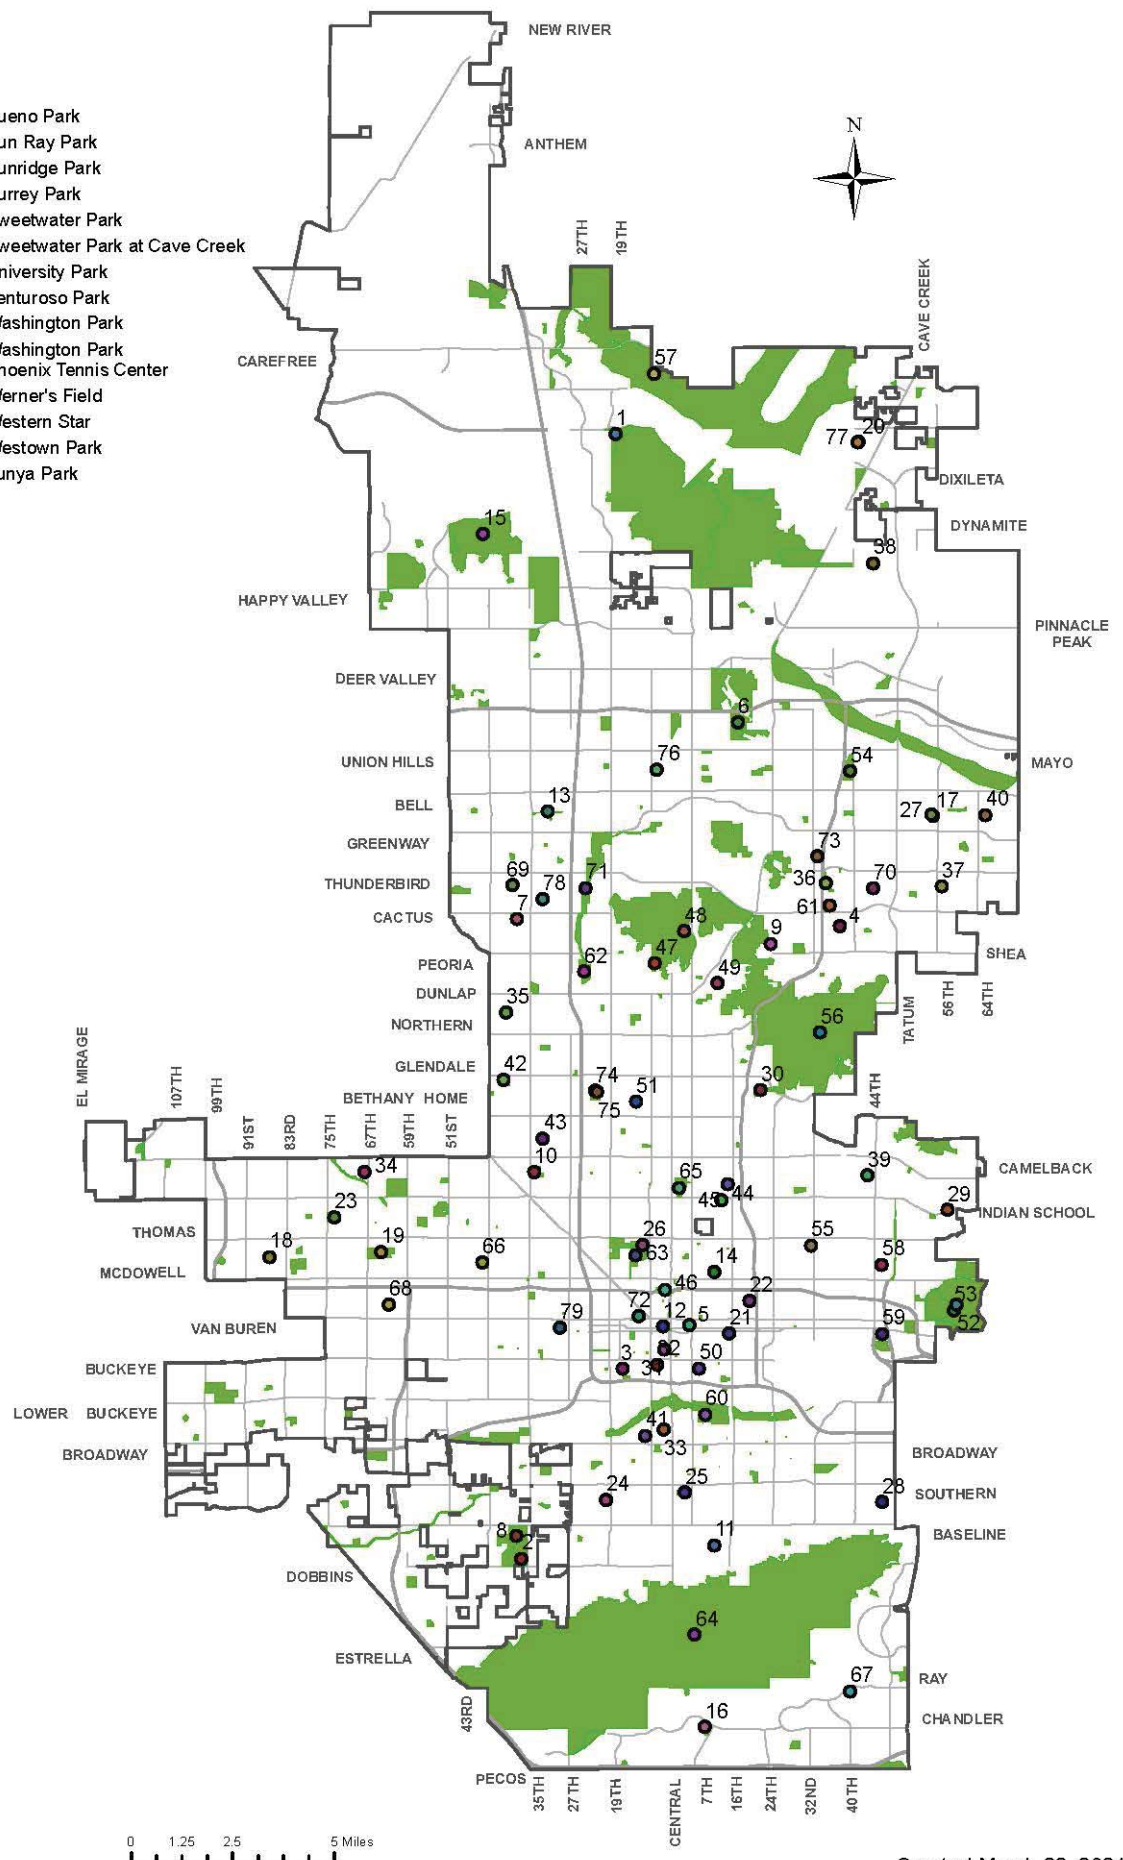 NEW RIVER
ueno Park
un Ray Park
unridge Park
urrey Park
weetwater Park
weetwater Park at Cave Creek
niversity Park
enturoso Park
Washington Park
Washington Park
hoenix Tennis Center
Werner's Field
Western Star
Westown Park
unya Park
ANTHEM
N
27TH
19TH
CAVE CREEK
CAREFREE
57
1
77
20
DIXILETA
15
DYNAMITE
38
HAPPY VALLEY
PINNACLE
PEAK
DEER VALLEY
6
UNION HILLS
76
54
MAYO
BELL
13
27
17
40
GREENWAY
73
THUNDERBIRD
69
78
71
36
70
37
CACTUS
7
61
4
48
9
SHEA
PEORIA
62
47
49
DUNLAP
35
TATUM
56TH
64TH
NORTHERN
56
EL MIRAGE
GLENDALE
42
74
75
51
30
107TH
99TH
BETHANY HOME
44TH
91ST
83RD
75TH
67TH
59TH
51ST
43
34
10
39
CAMELBACK
65
45
44
23
29
INDIAN SCHOOL
THOMAS
18
19
66
26
63
55
58
MCDOWELL
14
46
22
68
53
52
VAN BUREN
79
72
12
5
21
59
BUCKEYE
3
32
31
50
LOWER BUCKEYE
60
41
33
BROADWAY
BROADWAY
24
25
28
SOUTHERN
8
2
11
BASELINE
DOBBINS
64
ESTRELLA
67
RAY
43RD
16
CHANDLER
PECOS
35TH
27TH
19TH
CENTRAL
7TH
16TH
24TH
32ND
40TH
0 1.25 2.5 5 Miles